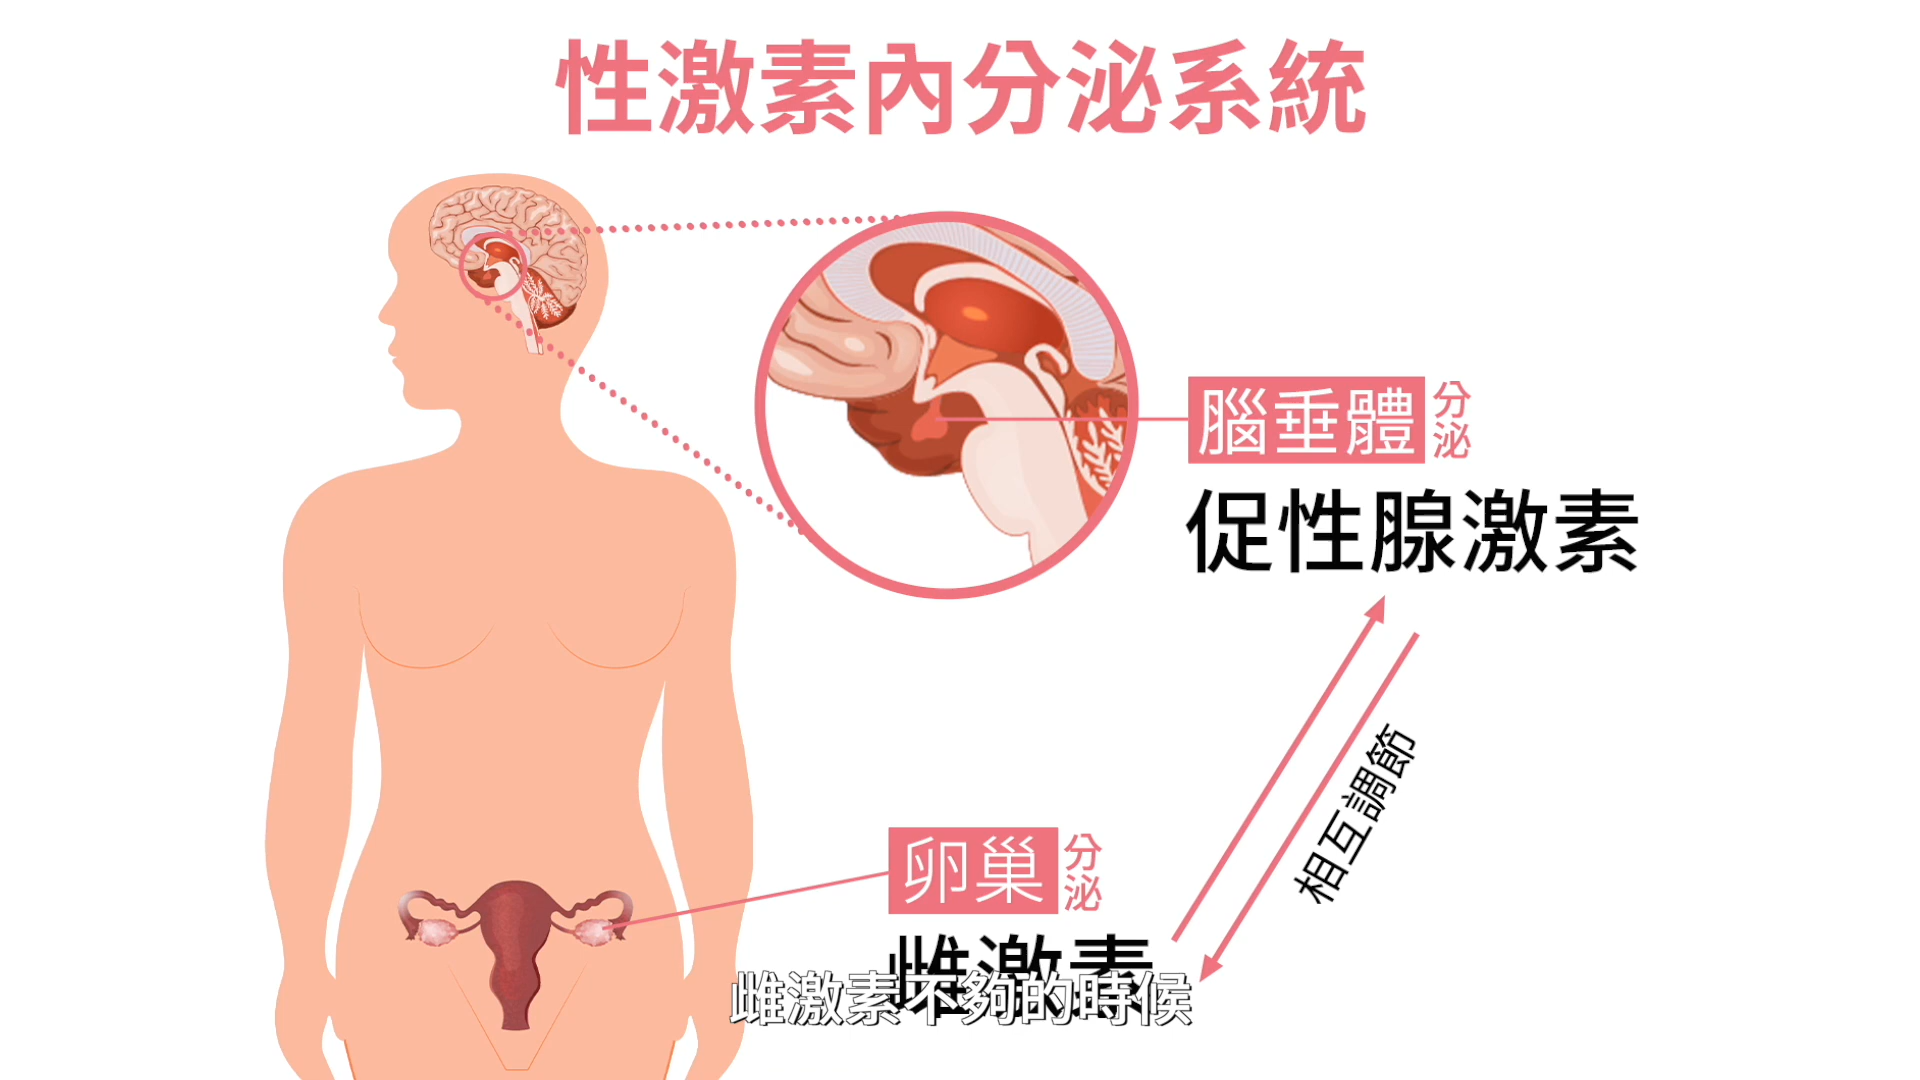 性激素內分泌系統
腦垂體
分泌
促性腺激素
相互調節
卵巢
分泌
雌激素
雌激素不夠的時候